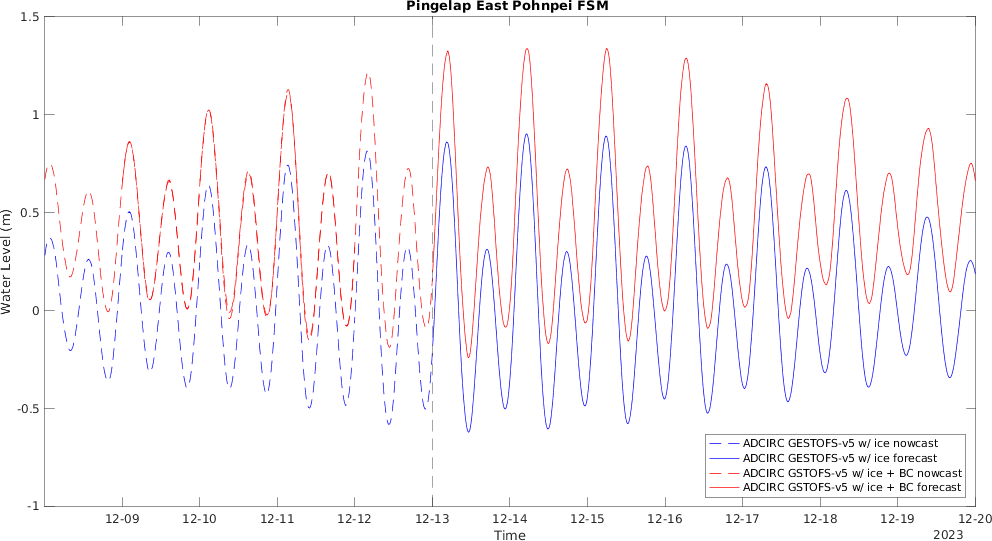 Pingelap East Pohnpei FSM
1.5
1
0.5
0
-0.5
-1
Water Level (m)
ADCIRC GESTOFS-v5 w/ ice nowcast
ADCIRC GESTOFS-v5 w/ ice forecast
ADCIRC GSTOFS-v5 w/ ice + BC nowcast
ADCIRC GSTOFS-v5 w/ ice + BC forecast
12-09 12-10 12-11 12-12 12-13 12-14 12-15 12-16 12-17 12-18 12-19 12-20
Time
2023